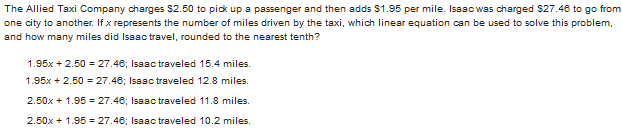 The Allied Taxi Company charges $2.50 to pick up a passenger and then adds $1.95 per mile. Isaac was charged $27.46 to go from
one city to another. If x represents the number of miles driven by the taxi, which linear equation can be used to solve this problem,
and how many miles did Isaac travel, rounded to the nearest tenth?
1.95x + 2.50 = 27.46; Isaac traveled 15.4 miles.
1.95x + 2.50 = 27.46; Isaac traveled 12.8 miles.
2.50x + 1.95 = 27.46; Isaac traveled 11.8 miles.
2.50x + 1.95 = 27.46; Isaac traveled 10.2 miles.